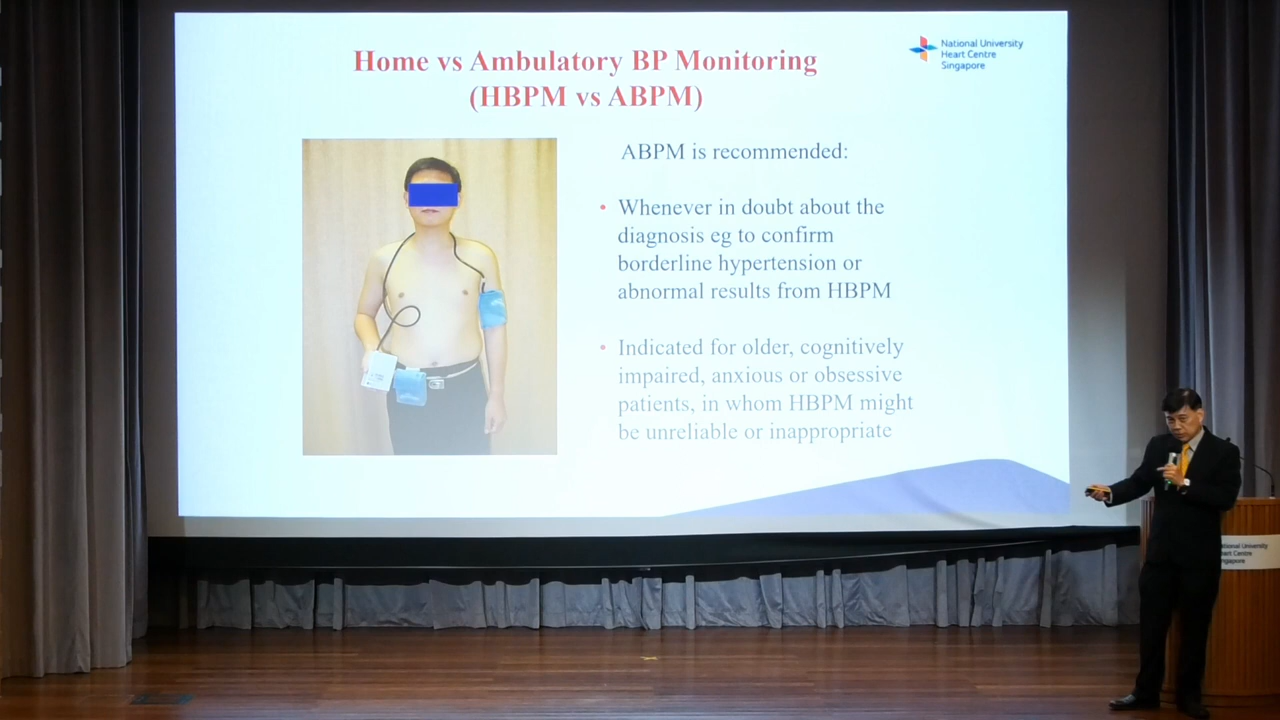 Home vs Ambulatory BP Monitoring
(HBPM vs ABPM)
National University
Heart Centre
Singapore
ABPM is recommended:
• Whenever in doubt about the
diagnosis eg to confirm
borderline hypertension or
abnormal results from HBPM
• Indicated for older, cognitively
impaired, anxious or obsessive
patients, in whom HBPM might
be unreliable or inappropriate
National University
Heart Centre
Singapore